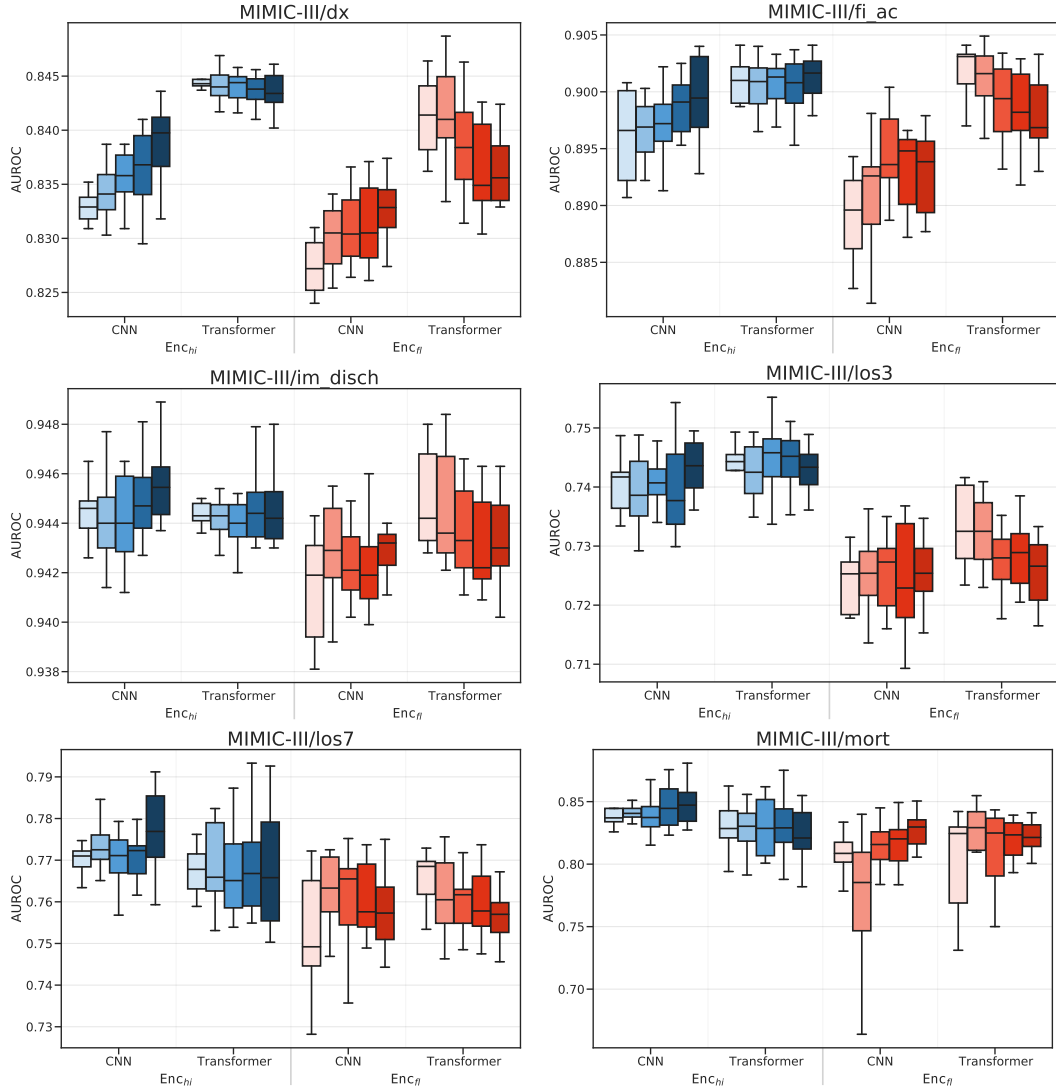 MIMIC-III/dx
AUROC
0.845
0.840
0.835
0.830
0.825
CNN
Transformer
CNN
Transformer
Enc_hi
Enc_fl
MIMIC-III/fi_ac
AUROC
0.905
0.900
0.895
0.890
0.885
CNN
Transformer
CNN
Transformer
Enc_hi
Enc_fl
MIMIC-III/im_disch
AUROC
0.948
0.946
0.944
0.942
0.940
0.938
CNN
Transformer
CNN
Transformer
Enc_hi
Enc_fl
MIMIC-III/los3
AUROC
0.75
0.74
0.73
0.72
0.71
CNN
Transformer
CNN
Transformer
Enc_hi
Enc_fl
MIMIC-III/los7
AUROC
0.79
0.78
0.77
0.76
0.75
0.74
0.73
CNN
Transformer
CNN
Transformer
Enc_hi
Enc_fl
MIMIC-III/mort
AUROC
0.85
0.80
0.75
0.70
CNN
Transformer
CNN
Transformer
Enc_hi
Enc_fl